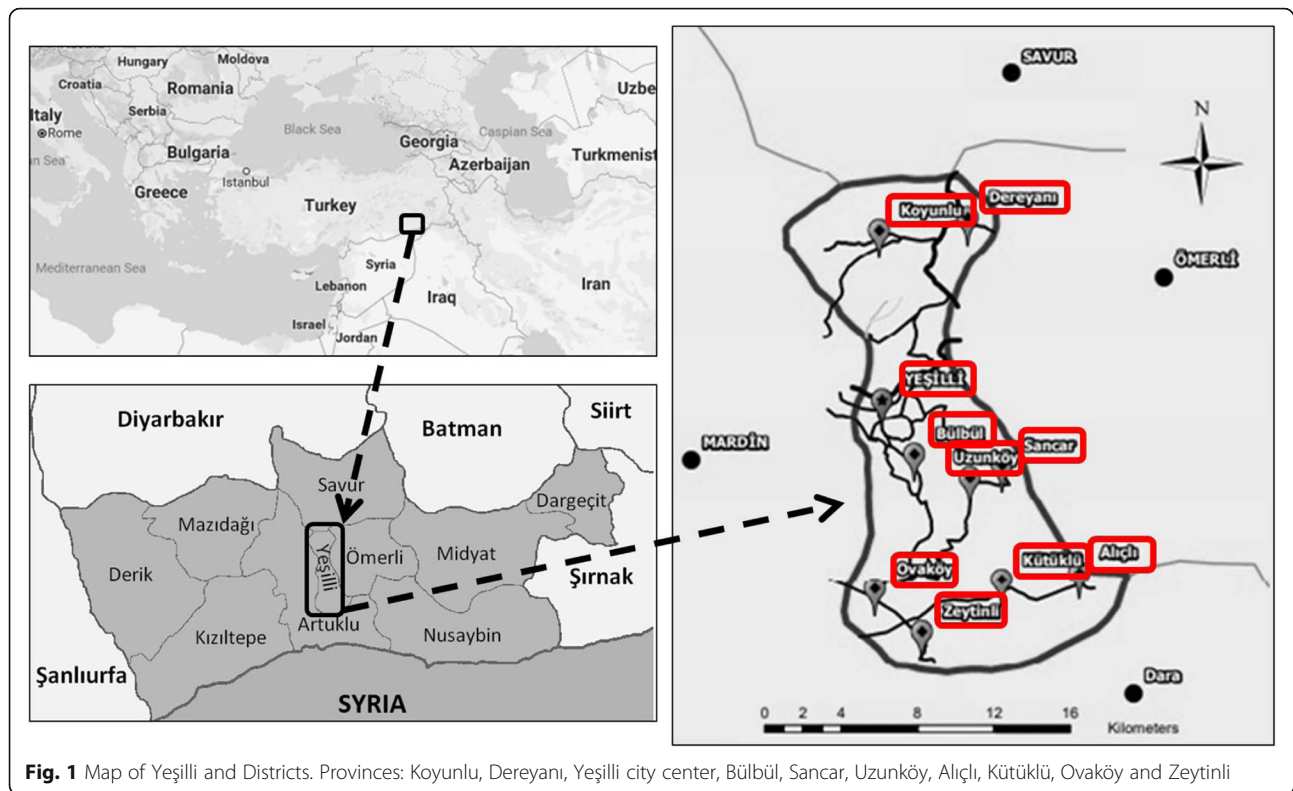 Hungary
Moldova
Croatia
Romania
Uzbe
Italy
Serbia
Rome
Black Sea
Georgia
Caspian Sea
Bulgaria
Azerbaijan
Turkmenist
an Sea
Istanbul
Greece
Turkey
Mediterranean Sea
Syria
Lebanon
Iraq
Iran
Israel
Jordan
Diyarbakır
Batman
Siirt
Savur
Dargeçit
Mazıdağı
Yeşilli
Ömerli
Midyat
Derik
Şırnak
Artuklu
Kızıltepe
Nusaybin
Şanlıurfa
SYRIA
SAVUR
N
Dereyanı
Koyunlu
ÖMERLİ
YEŞİLLİ
Bülbül
MARDİN
Sancar
Uzunköy
Alıçlı
Kütüklü
Ovaköy
Zeytinli
Dara
0 2 4 8 12 16
Kilometers
Fig. 1 Map of Yeşilli and Districts. Provinces: Koyunlu, Dereyanı, Yeşilli city center, Bülbül, Sancar, Uzunköy, Alıçlı, Kütüklü, Ovaköy and Zeytinli